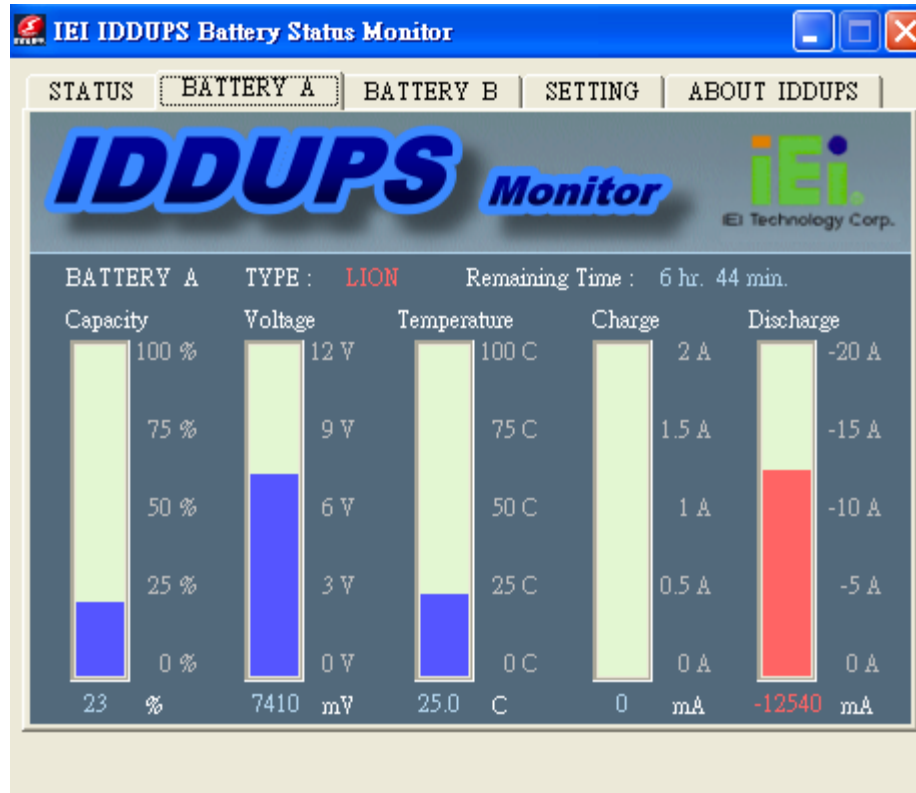 IEI IDDUPS Battery Status Monitor
STATUS BATTERY A BATTERY B SETTING ABOUT IDDUPS
IDDUPS Monitor
iEi
IEI Technology Corp.
BATTERY A TYPE : LION Remaining Time : 6 hr. 44 min.
Capacity Voltage Temperature Charge Discharge
100 % 12 V 100 C 2 A -20 A
75 % 9 V 75 C 1.5 A -15 A
50 % 6 V 50 C 1 A -10 A
25 % 3 V 25 C 0.5 A -5 A
0 % 0 V 0 C 0 A 0 A
23 % 7410 mV 25.0 C 0 mA -12540 mA